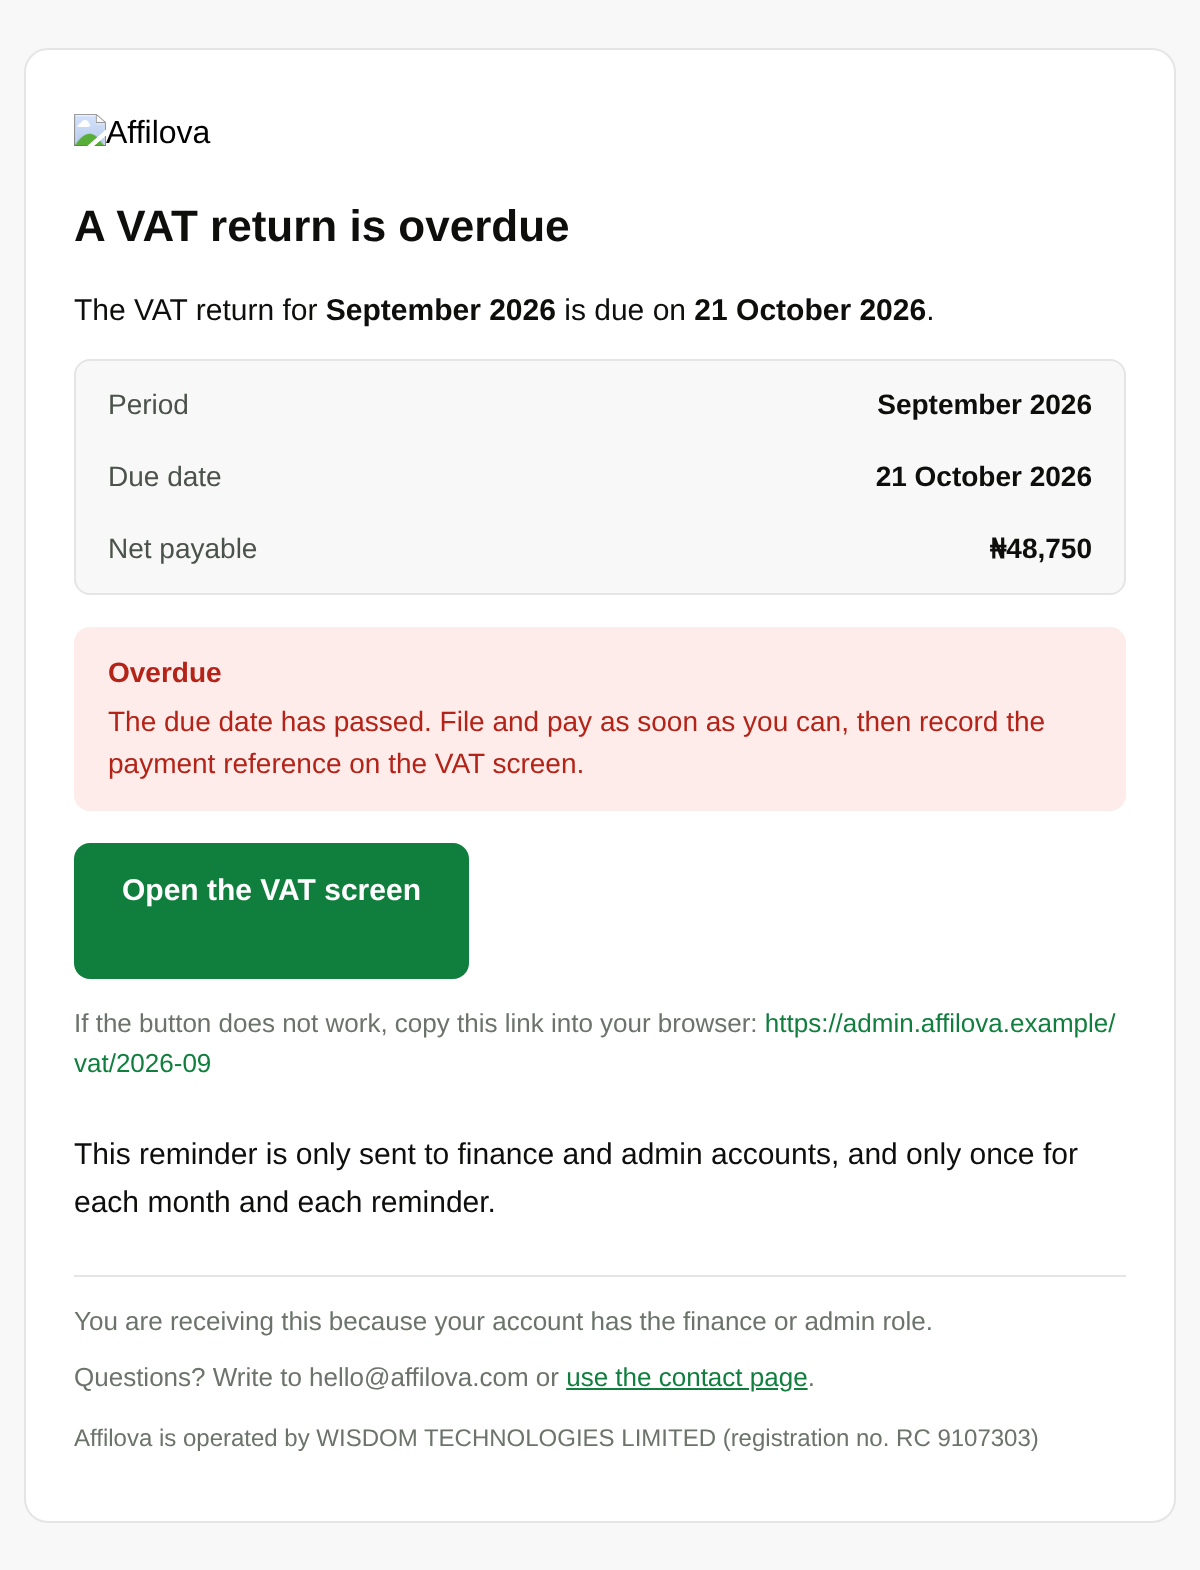 Affilova
A VAT return is overdue
The VAT return for September 2026 is due on 21 October 2026.
Period September 2026
Due date 21 October 2026
Net payable ₦48,750
Overdue
The due date has passed. File and pay as soon as you can, then record the
payment reference on the VAT screen.
Open the VAT screen
If the button does not work, copy this link into your browser: https://admin.affilova.example/
vat/2026-09
This reminder is only sent to finance and admin accounts, and only once for
each month and each reminder.
You are receiving this because your account has the finance or admin role.
Questions? Write to hello@affilova.com or use the contact page.
Affilova is operated by WISDOM TECHNOLOGIES LIMITED (registration no. RC 9107303)